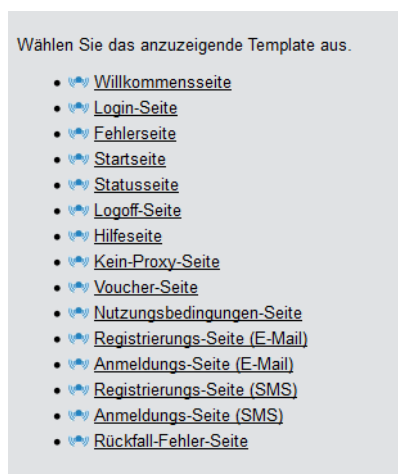 Wählen Sie das anzuzeigende Template aus.
Willkommensseite
Login-Seite
Fehlerseite
Startseite
Statusseite
Logoff-Seite
Hilfeseite
Kein-Proxy-Seite
Voucher-Seite
Nutzungsbedingungen-Seite
Registrierungs-Seite (E-Mail)
Anmeldungs-Seite (E-Mail)
Registrierungs-Seite (SMS)
Anmeldungs-Seite (SMS)
Rückfall-Fehler-Seite